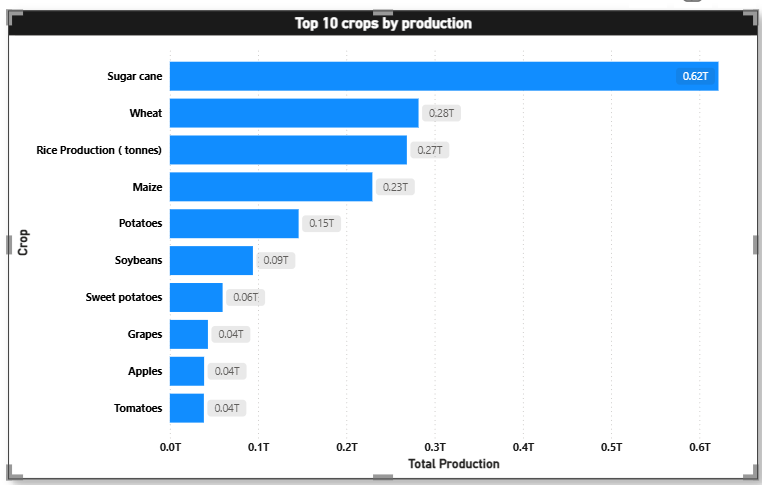 Top 10 crops by production
Sugar cane 0.62T
Wheat 0.28T
Rice Production ( tonnes) 0.27T
Maize 0.23T
Potatoes 0.15T
Soybeans 0.09T
Sweet potatoes 0.06T
Grapes 0.04T
Apples 0.04T
Tomatoes 0.04T
Crop
0.0T 0.1T 0.2T 0.3T 0.4T 0.5T 0.6T
Total Production